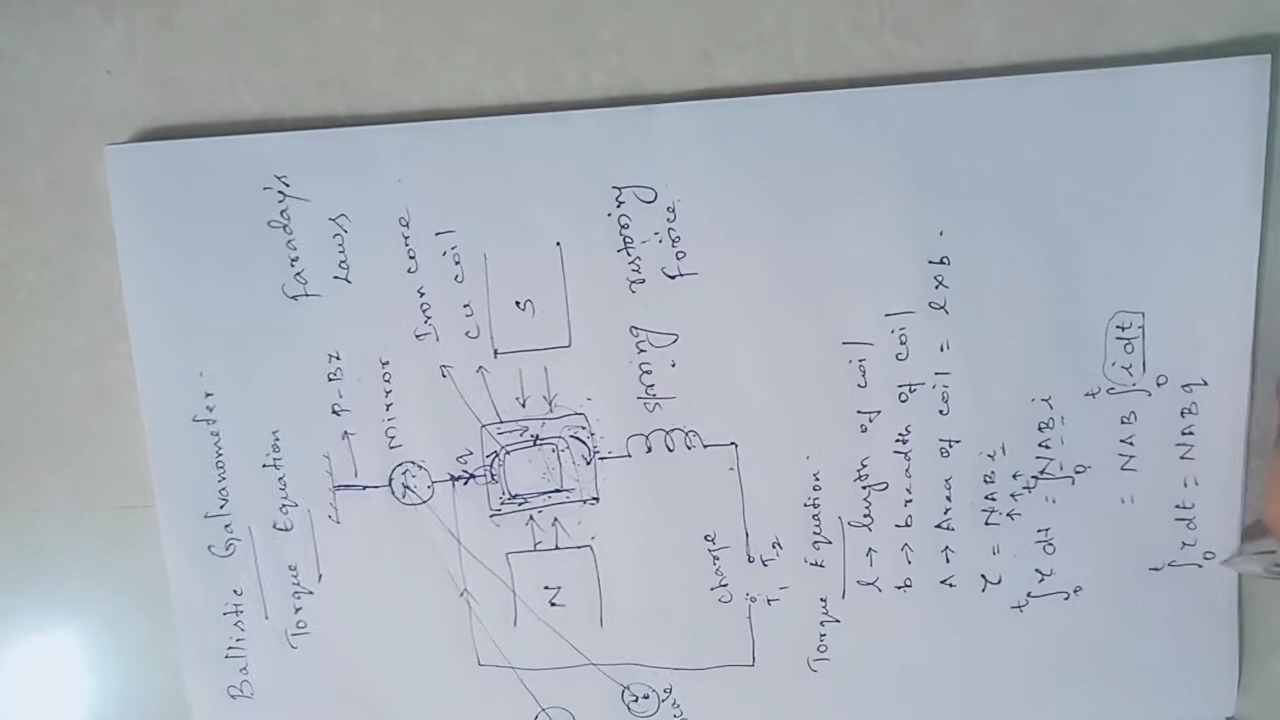 Ballistic Galvanometer:
Torque Equation
Faraday's
Laws
P-Bz
Mirror
Iron core
Cu coil
q
N
S
spring
Charge
T1 T2
force
Torque Equation.
l → length of coil
b → breadth of coil
A → Area of coil = l x b.
τ = NABi
∫₀ᵗ τ dt = ∫₀ᵗ NABi
= NAB ∫₀ᵗ i dt
∫₀ᵗ τ dt = NABq